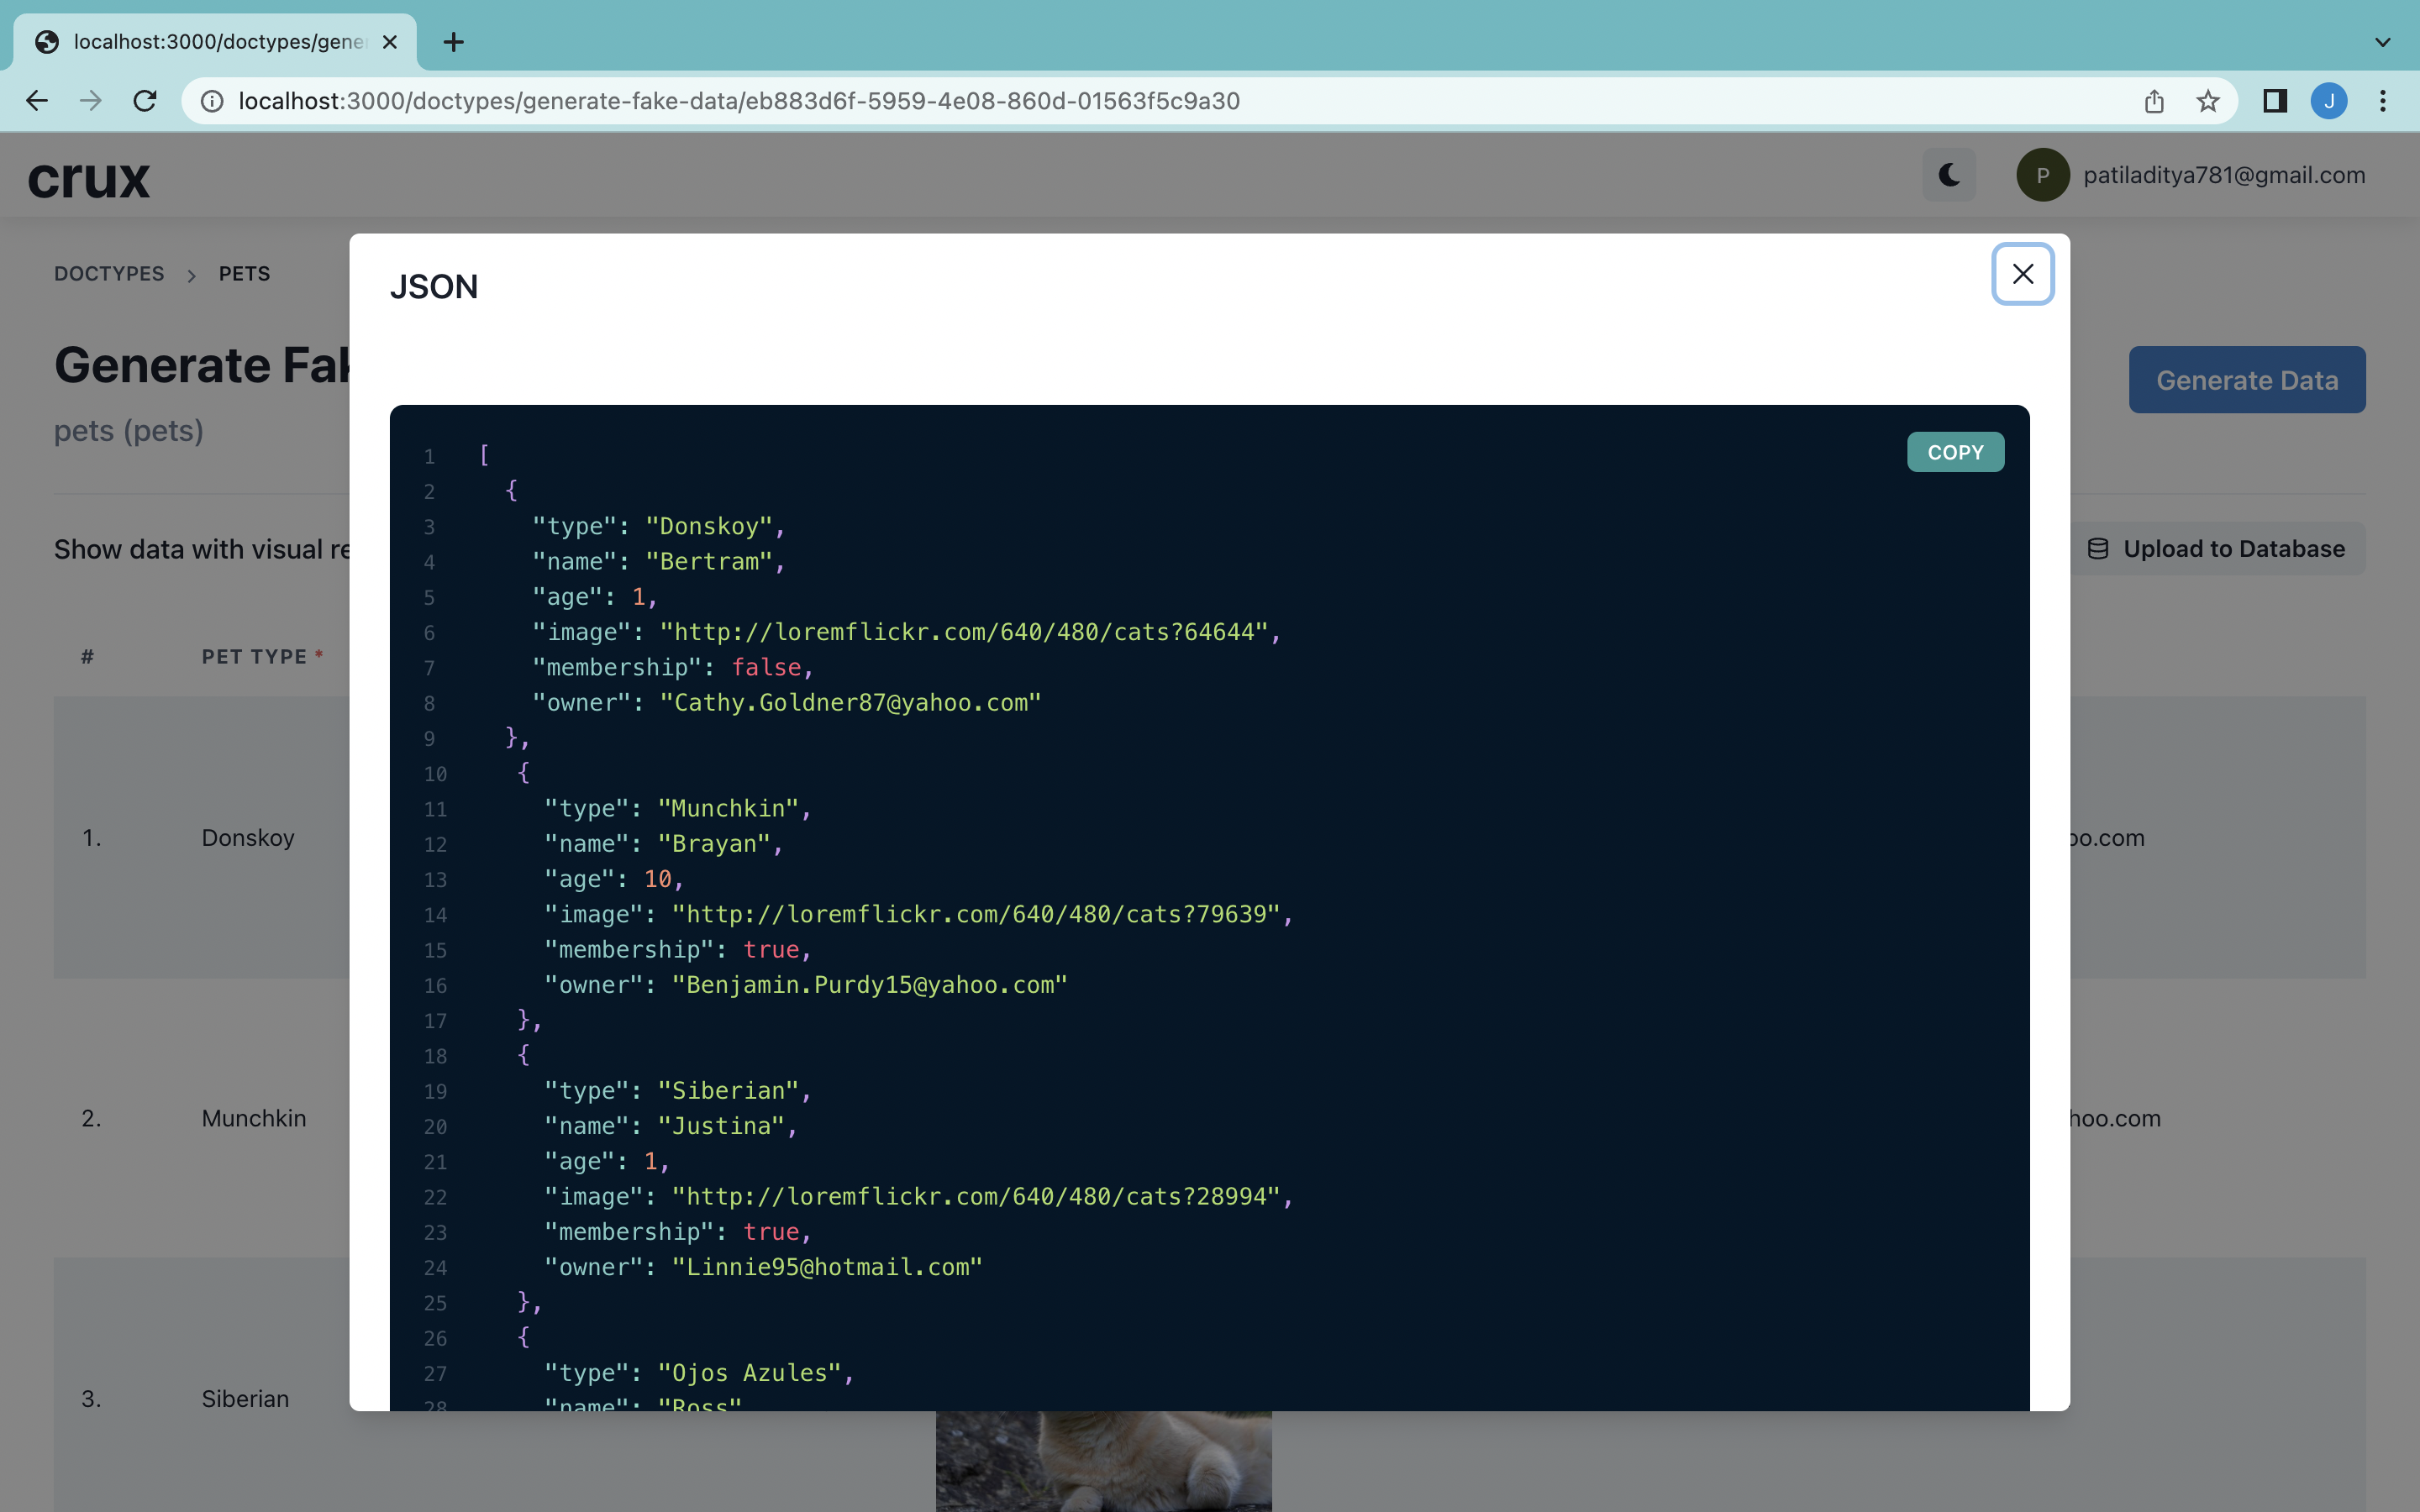 localhost:3000/doctypes/gene
localhost:3000/doctypes/generate-fake-data/eb883d6f-5959-4e08-860d-01563f5c9a30
J
crux
P
patiladitya781@gmail.com
DOCTYPES > PETS
JSON
Generate Fak
Generate Data
pets (pets)
Show data with visual re
Upload to Database
# PET TYPE *
1. Donskoy
oo.com
2. Munchkin
hoo.com
3. Siberian
COPY
1 [
2 {
3 "type": "Donskoy",
4 "name": "Bertram",
5 "age": 1,
6 "image": "http://loremflickr.com/640/480/cats?64644",
7 "membership": false,
8 "owner": "Cathy.Goldner87@yahoo.com"
9 },
10 {
11 "type": "Munchkin",
12 "name": "Brayan",
13 "age": 10,
14 "image": "http://loremflickr.com/640/480/cats?79639",
15 "membership": true,
16 "owner": "Benjamin.Purdy15@yahoo.com"
17 },
18 {
19 "type": "Siberian",
20 "name": "Justina",
21 "age": 1,
22 "image": "http://loremflickr.com/640/480/cats?28994",
23 "membership": true,
24 "owner": "Linnie95@hotmail.com"
25 },
26 {
27 "type": "Ojos Azules",
28 "name": "Ross"